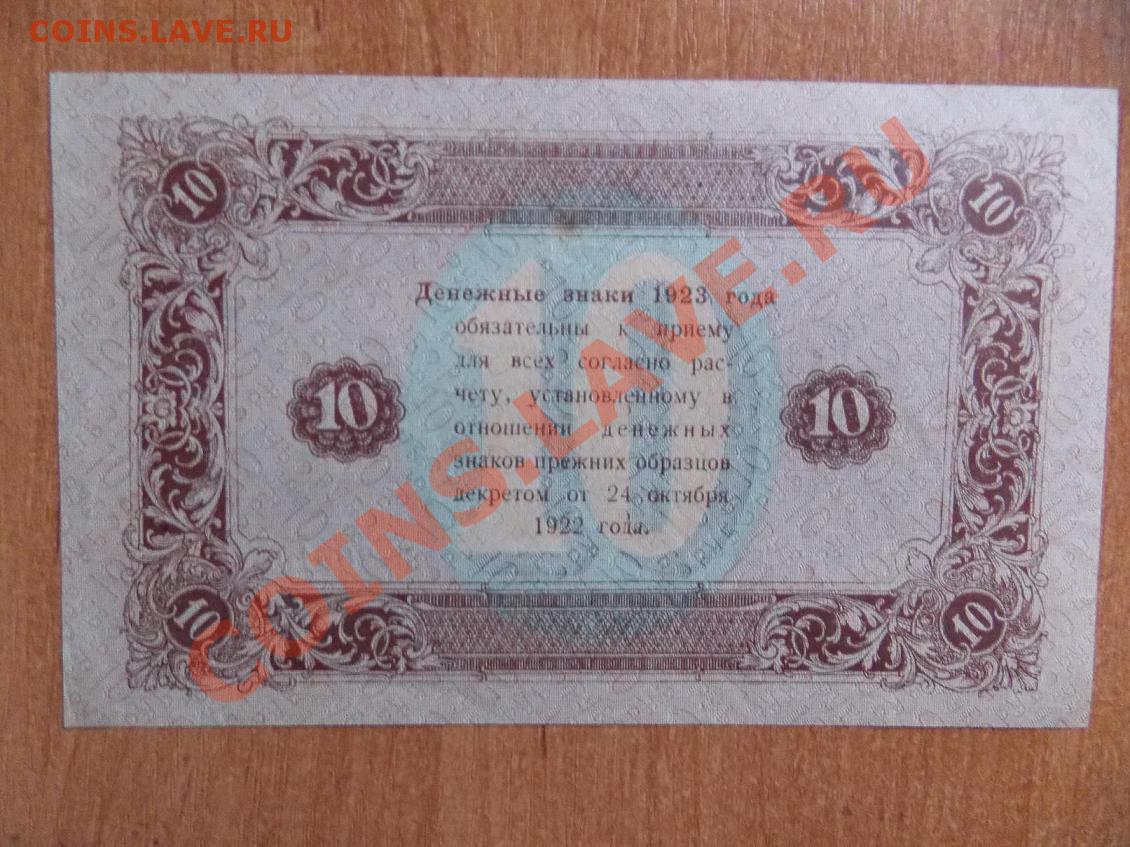 COINS.LAVE.RU
10 10
Денежные знаки 1923 года
обязательны к приему
для всех согласно рас-
чету, установленному в
отношении денежных
знаков прежних образцов
декретом от 24 октября
1922 года.
10 10 10
10 10
COINS.LAVE.RU